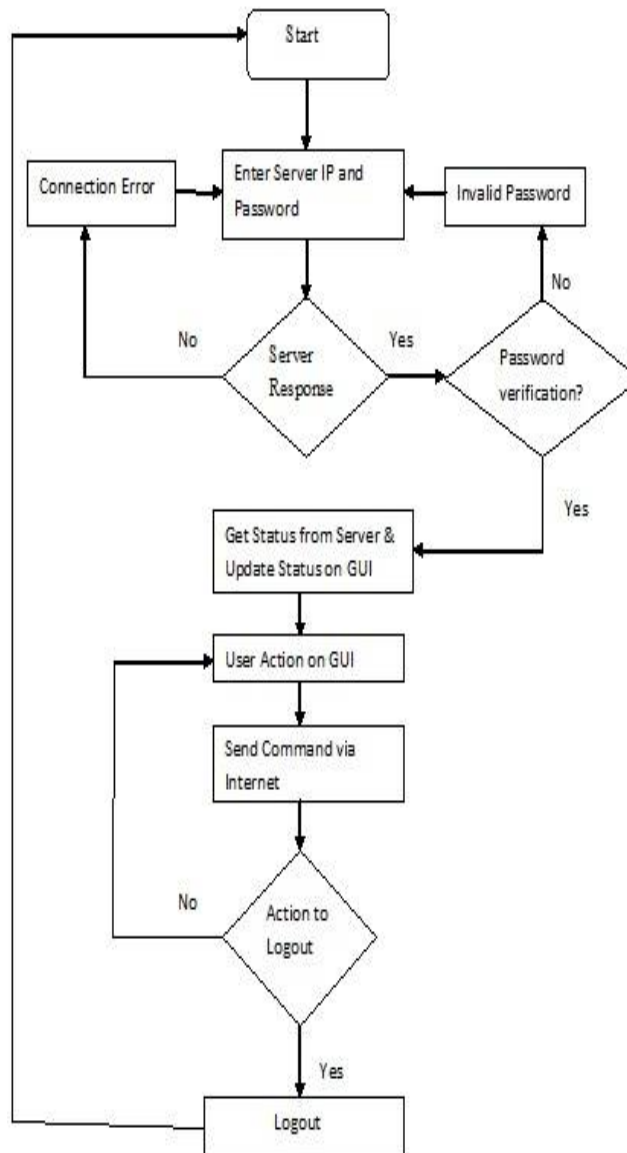 Start
Connection Error
Enter Server IP and
Password
Invalid Password
No
No
Server
Response
Yes
Password
verification?
Yes
Get Status from Server &
Update Status on GUI
User Action on GUI
Send Command via
Internet
No
Action to
Logout
Yes
Logout